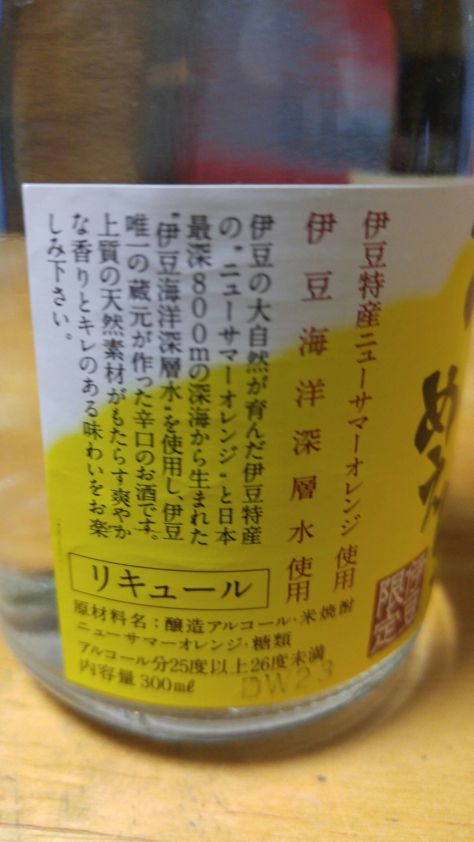 伊豆特産ニューサマーオレンジ使用
伊豆海洋深層水使用
伊豆の大自然が育んだ伊豆特産
の"ニューサマーオレンジ"と日本
最深800mの深海から生まれた
"伊豆海洋深層水"を使用し、伊豆
唯一の蔵元が作った辛口のお酒です。
上質の天然素材がもたらす爽やか
な香りとキレのある味わいをお楽
しみ下さい。
リキュール
原材料名：醸造アルコール・米焼酎
ニューサマーオレンジ・糖類
アルコール分25度以上26度未満
内容量300mℓ
DW23
伊豆
限定